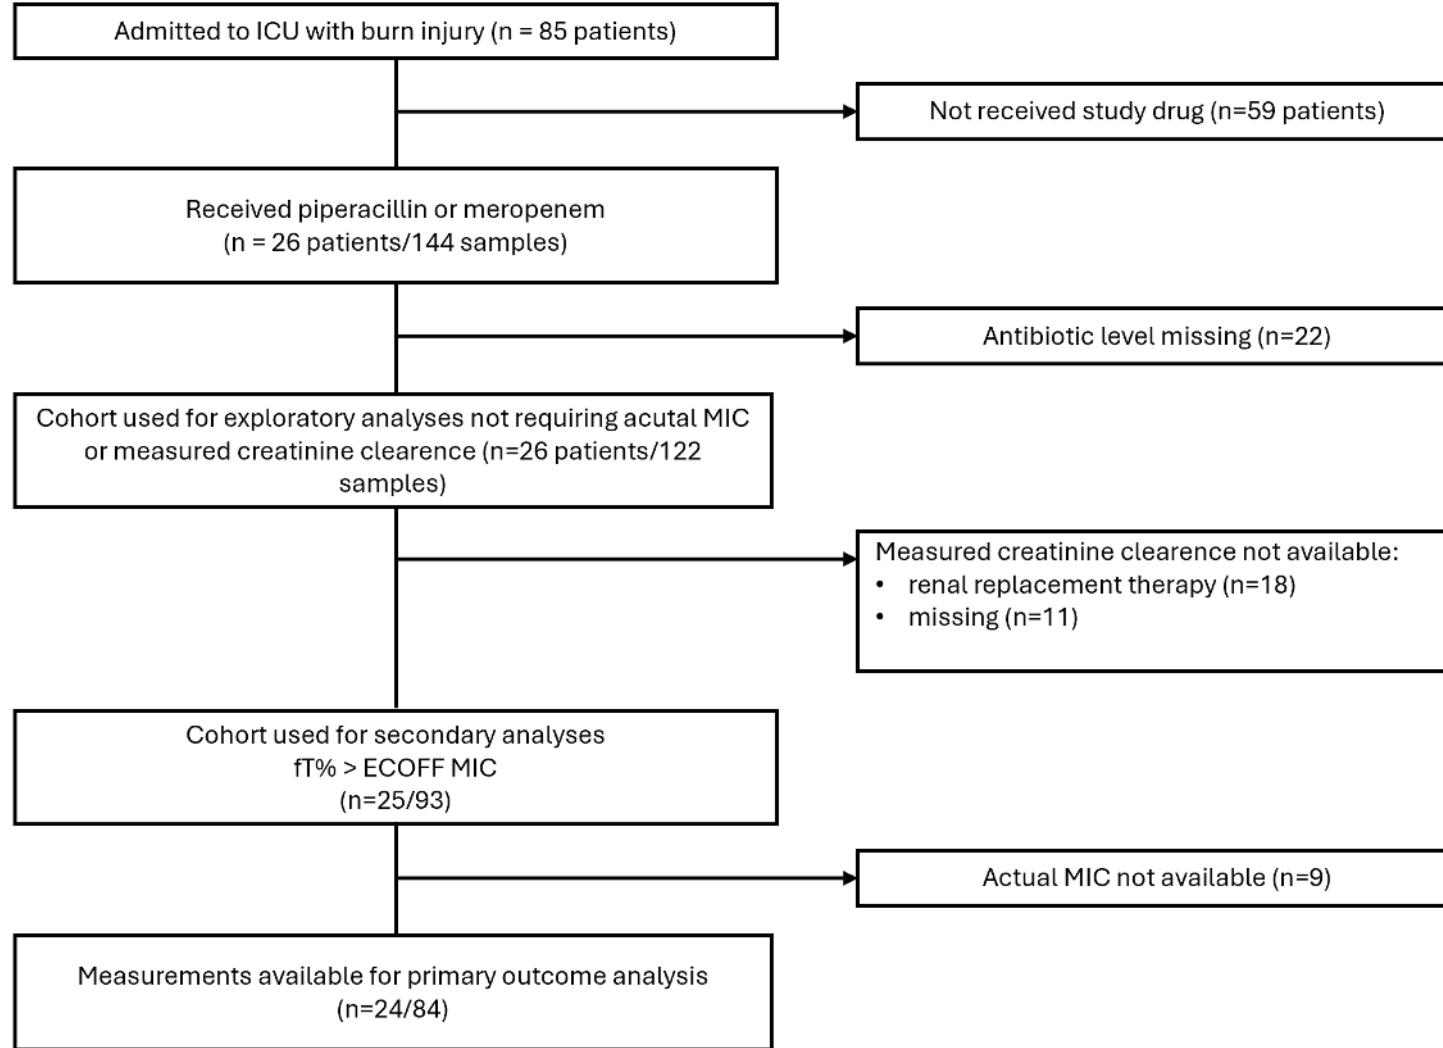 Admitted to ICU with burn injury (n = 85 patients)
Not received study drug (n=59 patients)
Received piperacillin or meropenem
(n = 26 patients/144 samples)
Antibiotic level missing (n=22)
Cohort used for exploratory analyses not requiring acutal MIC
or measured creatinine clearence (n=26 patients/122
samples)
Measured creatinine clearence not available:
• renal replacement therapy (n=18)
• missing (n=11)
Cohort used for secondary analyses
fT% > ECOFF MIC
(n=25/93)
Actual MIC not available (n=9)
Measurements available for primary outcome analysis
(n=24/84)